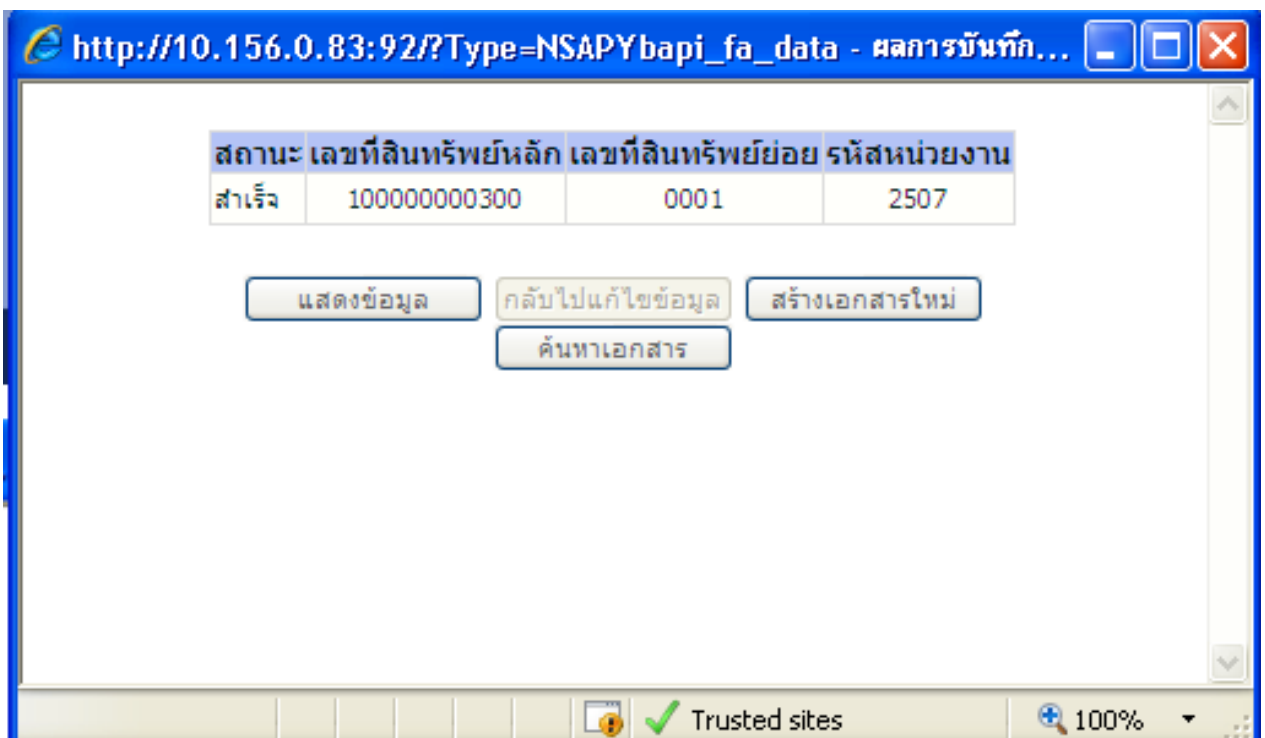 http://10.156.0.83:92/?Type=NSAPYbapi_fa_data - ผลการบันทึก...
สถานะ เลขที่สินทรัพย์หลัก เลขที่สินทรัพย์ย่อย รหัสหน่วยงาน
สำเร็จ 100000000300 0001 2507
แสดงข้อมูล กลับไปแก้ไขข้อมูล สร้างเอกสารใหม่
ค้นหาเอกสาร
Trusted sites 100%